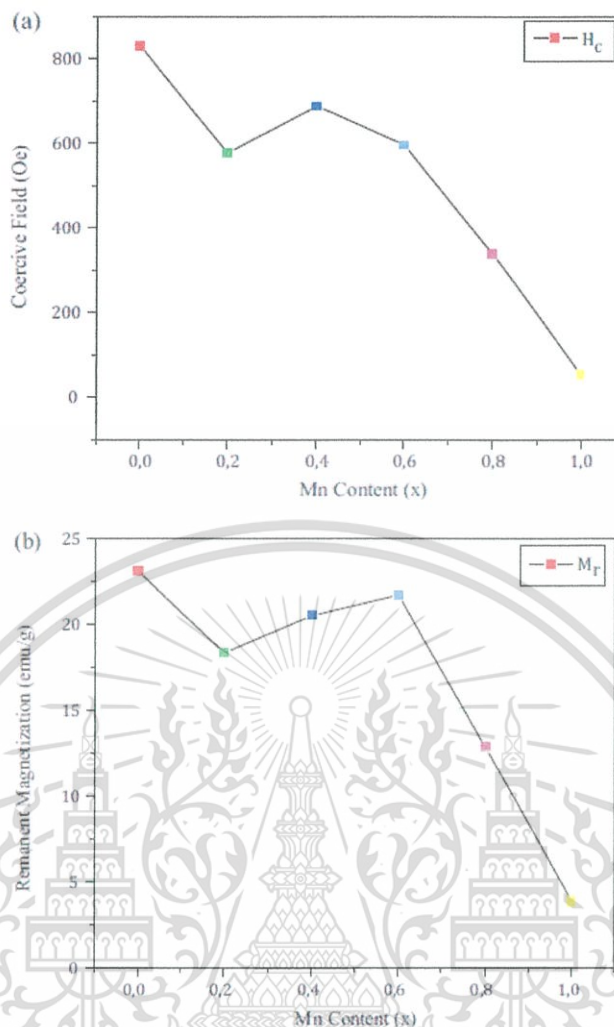 (a)
H_c
800
600
400
200
0
Coercive Field (Oe)
0,0 0,2 0,4 0,6 0,8 1,0
Mn Content (x)
(b)
M_r
25
20
15
10
5
0
Remanent Magnetization (emu/g)
0,0 0,2 0,4 0,6 0,8 1,0
Mn Content (x)